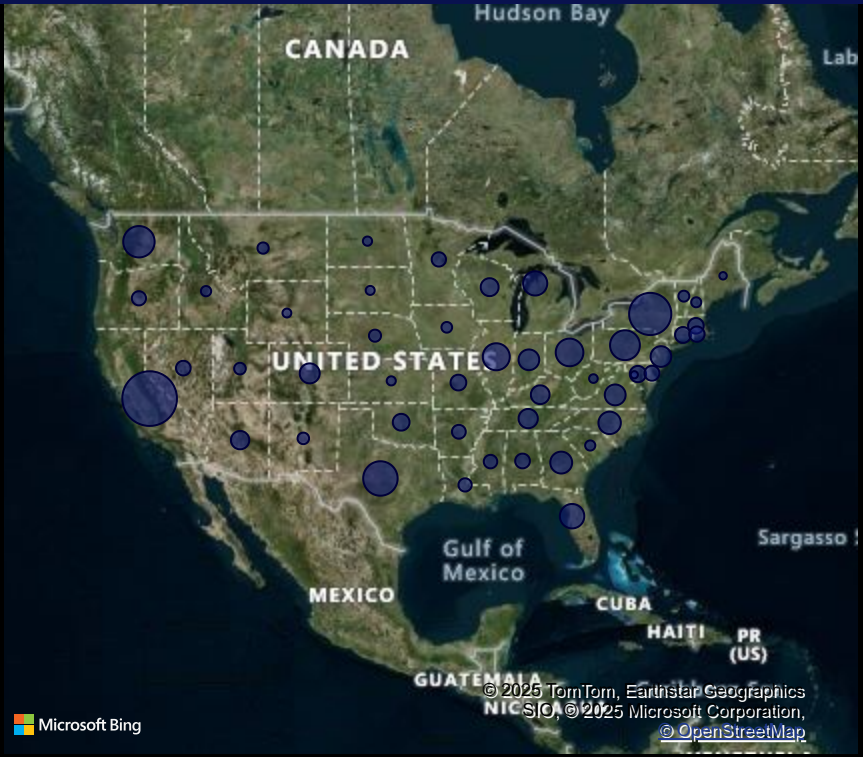 Hudson Bay
CANADA
Lab
UNITED STATES
Sargasso
Gulf of
Mexico
MEXICO
CUBA
HAITI
PR
(US)
GUATEMALA
© 2025 TomTom, Earthstar Geographics
SIO, © 2025 Microsoft Corporation,
© OpenStreetMap
Microsoft Bing